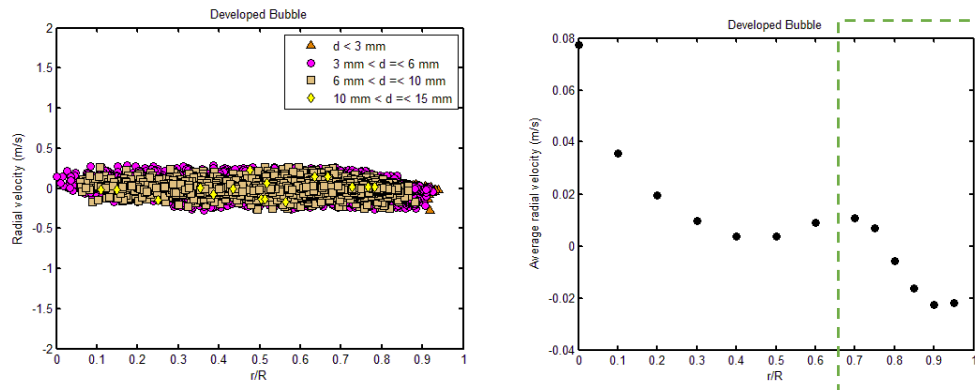 Developed Bubble
2
1.5
1
0.5
0
-0.5
-1
-1.5
-2
Radial velocity (m/s)
d < 3 mm
3 mm < d =< 6 mm
6 mm < d =< 10 mm
10 mm < d =< 15 mm
0 0.1 0.2 0.3 0.4 0.5 0.6 0.7 0.8 0.9 1
r/R
Developed Bubble
0.08
0.06
0.04
0.02
0
-0.02
-0.04
Average radial velocity (m/s)
0 0.1 0.2 0.3 0.4 0.5 0.6 0.7 0.8 0.9 1
r/R